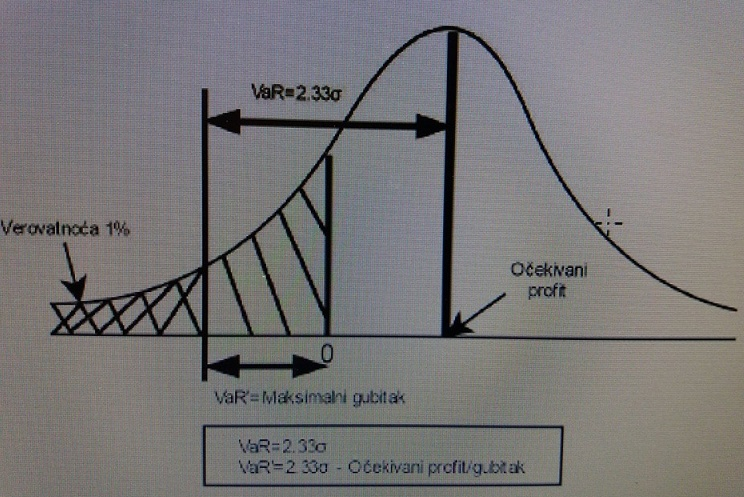 VaR=2.33σ
Verovatnoća 1%
Očekivani
profit
0
VaR'=Maksimalni gubitak
VaR=2.33σ
VaR'=2.33σ - Očekivani profit/gubitak